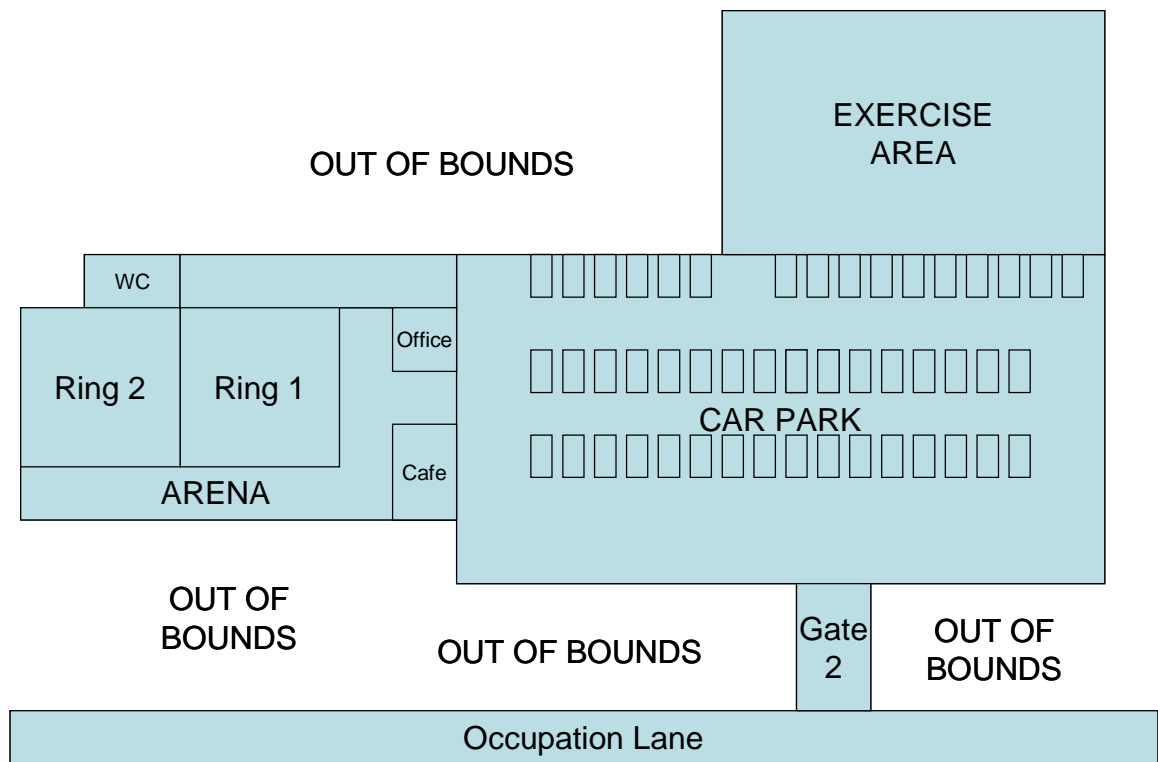 EXERCISE
AREA
OUT OF BOUNDS
WC
Office
Ring 2
Ring 1
CAR PARK
Cafe
ARENA
OUT OF
BOUNDS
OUT OF BOUNDS
Gate
2
OUT OF
BOUNDS
Occupation Lane